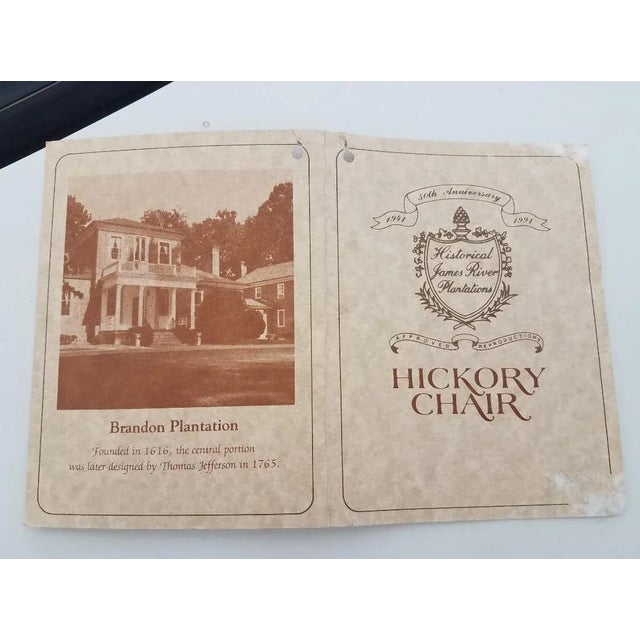 Brandon Plantation
Founded in 1616, the central portion
was later designed by Thomas Jefferson in 1765.
50th Anniversary
1941 1991
Historical
James River
Plantations
APPROVED REPRODUCTIONS
HICKORY
CHAIR